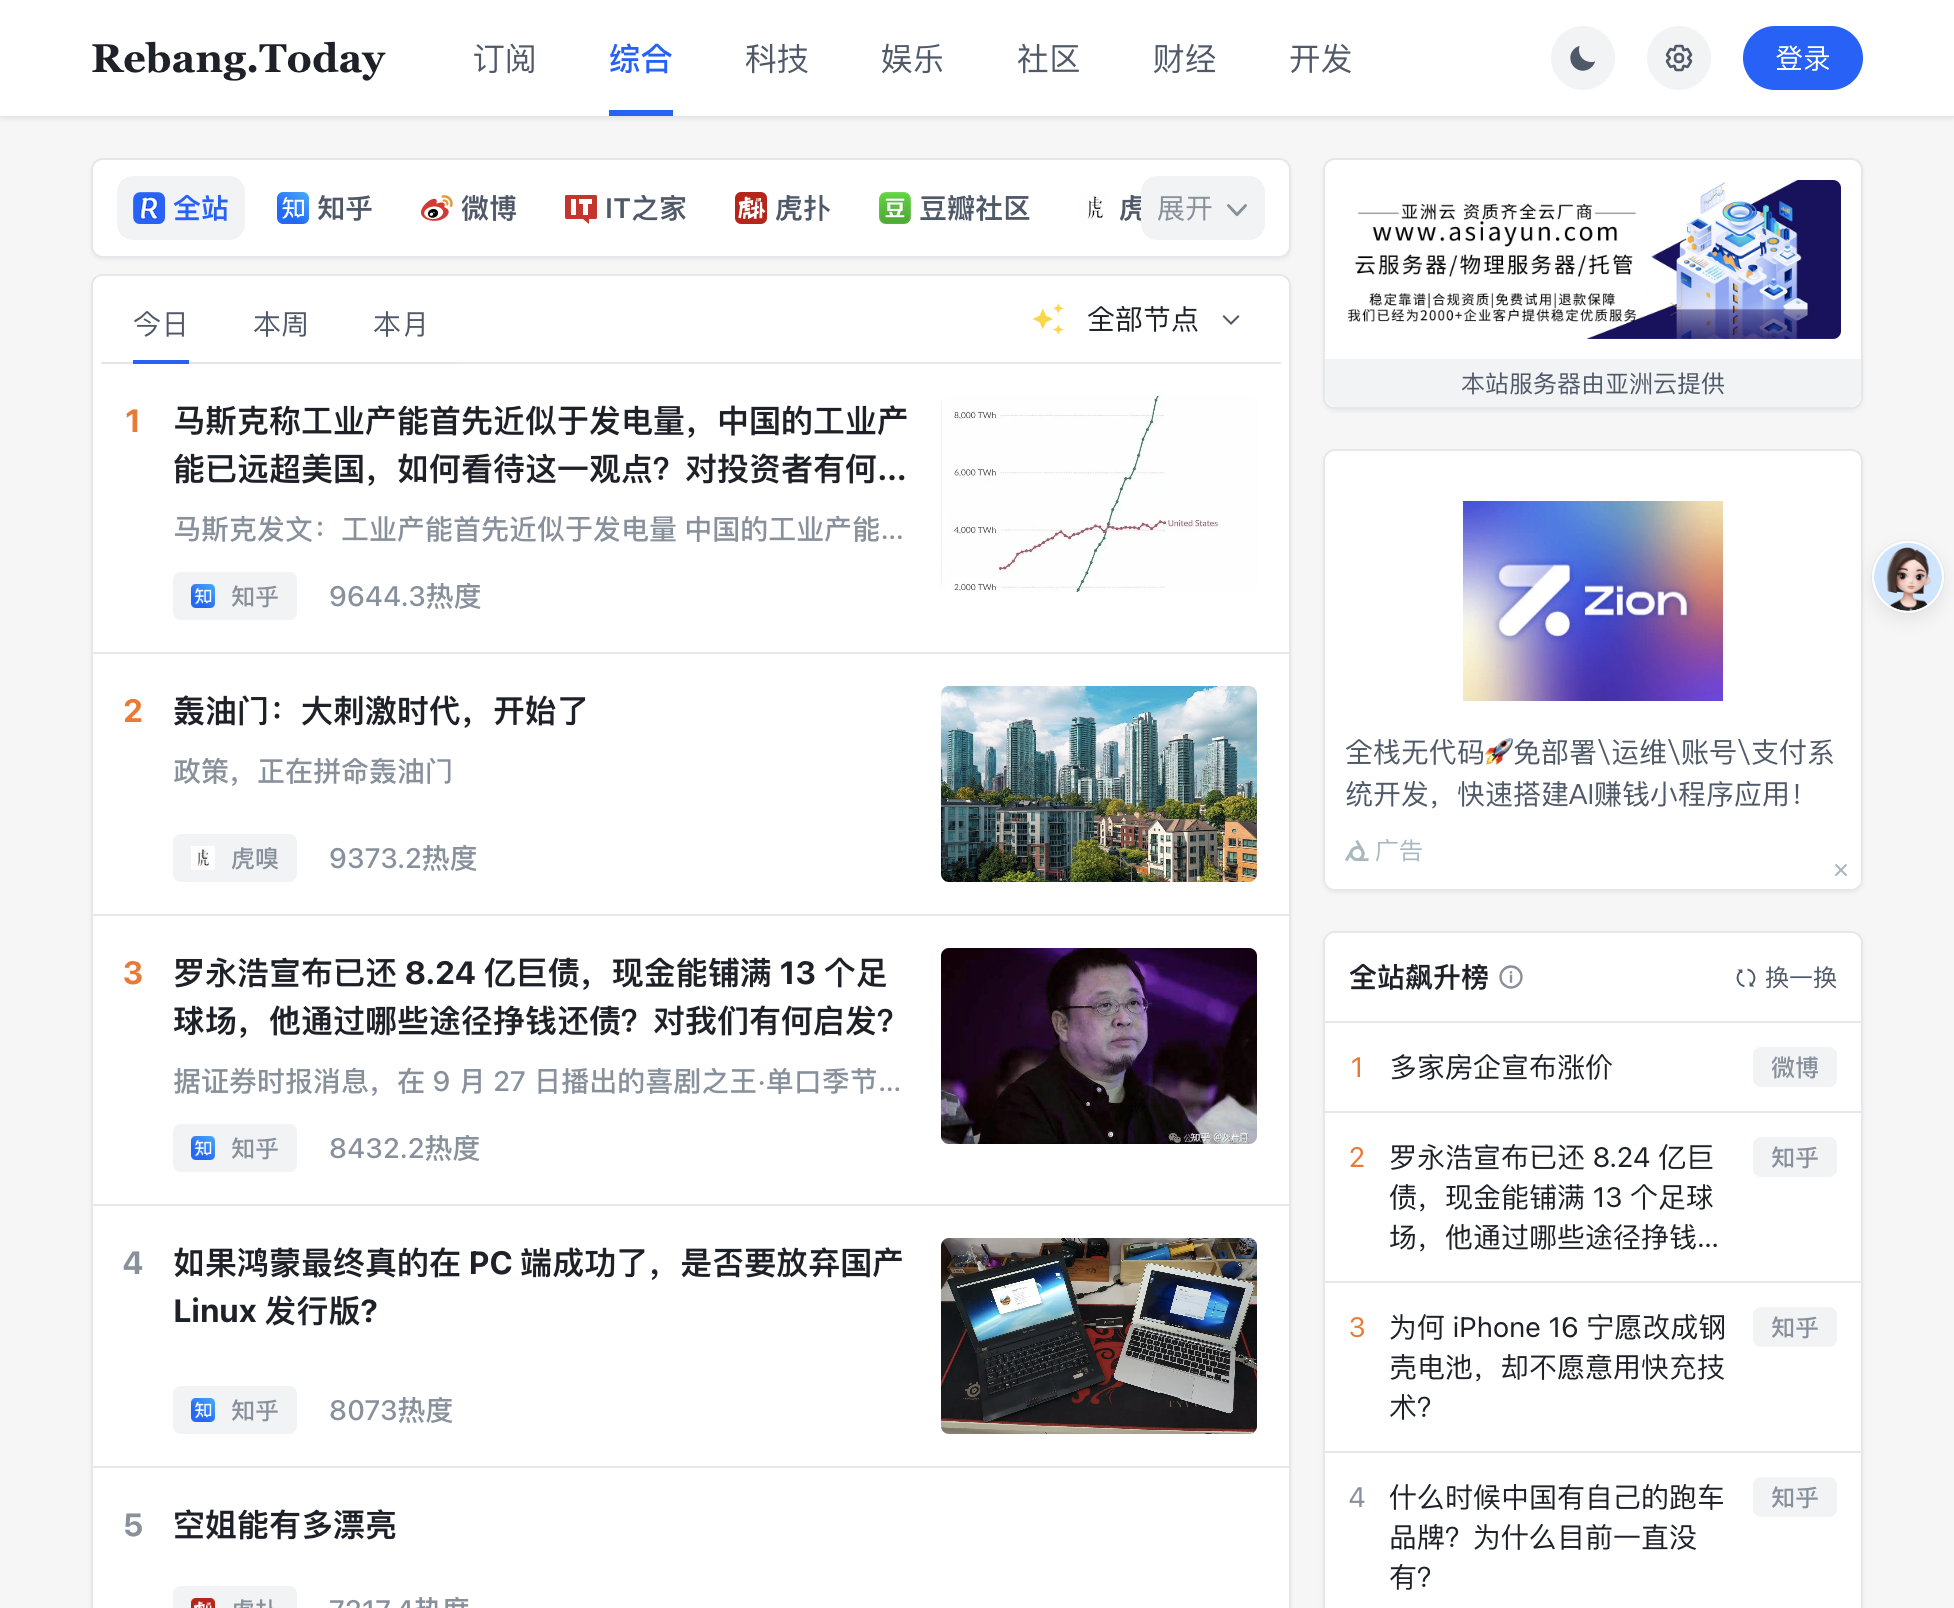 Rebang.Today 订阅 综合 科技 娱乐 社区 财经 开发 登录
R 全站 知 知乎 微博 IT IT之家 虎扑 豆 豆瓣社区 虎 虎 展开
今日 本周 本月 全部节点
1 马斯克称工业产能首先近似于发电量，中国的工业产
能已远超美国，如何看待这一观点？对投资者有何...
马斯克发文：工业产能首先近似于发电量 中国的工业产能...
知 知乎 9644.3热度
8,000 TWh
6,000 TWh
4,000 TWh United States
2,000 TWh
2 轰油门：大刺激时代，开始了
政策，正在拼命轰油门
虎 虎嗅 9373.2热度
3 罗永浩宣布已还 8.24 亿巨债，现金能铺满 13 个足
球场，他通过哪些途径挣钱还债？对我们有何启发？
据证券时报消息，在 9 月 27 日播出的喜剧之王·单口季节...
知 知乎 8432.2热度
4 如果鸿蒙最终真的在 PC 端成功了，是否要放弃国产
Linux 发行版？
知 知乎 8073热度
5 空姐能有多漂亮
虎扑 7217.4热度
亚洲云 资质齐全云厂商
www.asiayun.com
云服务器/物理服务器/托管
稳定靠谱|合规资质|免费试用|退款保障
我们已经为2000+企业客户提供稳定优质服务
本站服务器由亚洲云提供
Zion
全栈无代码🚀免部署\运维\账号\支付系
统开发，快速搭建AI赚钱小程序应用！
广告
全站飙升榜 换一换
1 多家房企宣布涨价 微博
2 罗永浩宣布已还 8.24 亿巨 知乎
债，现金能铺满 13 个足球
场，他通过哪些途径挣钱...
3 为何 iPhone 16 宁愿改成钢 知乎
壳电池，却不愿意用快充技
术？
4 什么时候中国有自己的跑车 知乎
品牌？为什么目前一直没
有？